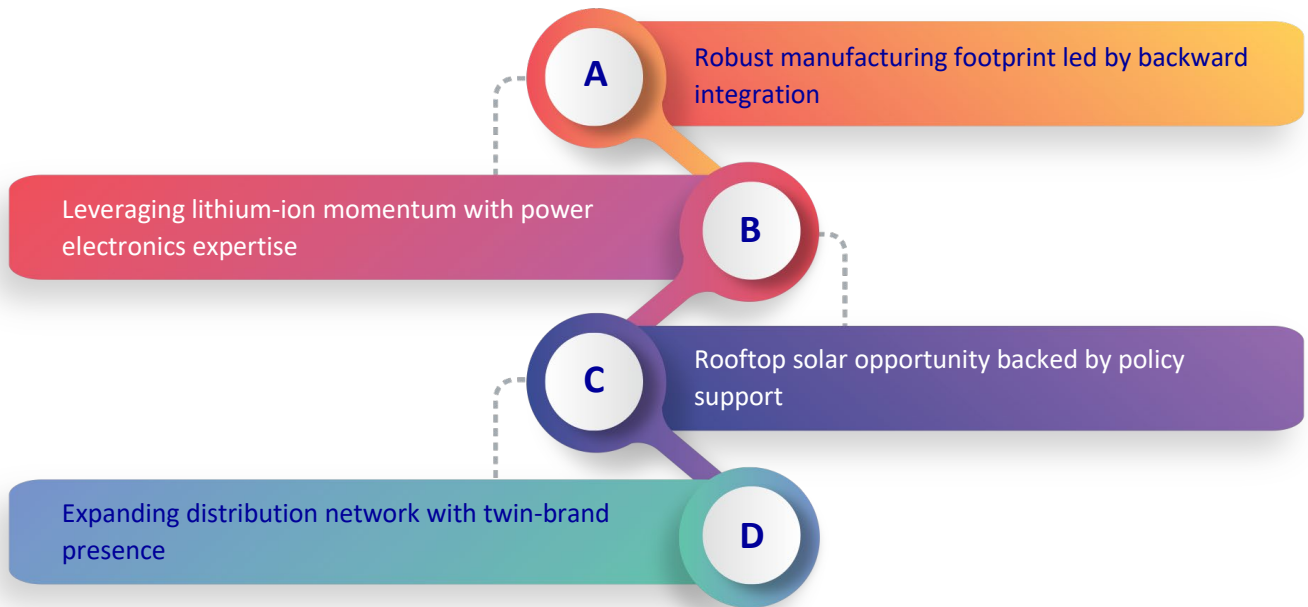 A
Robust manufacturing footprint led by backward
integration
Leveraging lithium-ion momentum with power
electronics expertise
B
C
Rooftop solar opportunity backed by policy
support
Expanding distribution network with twin-brand
presence
D